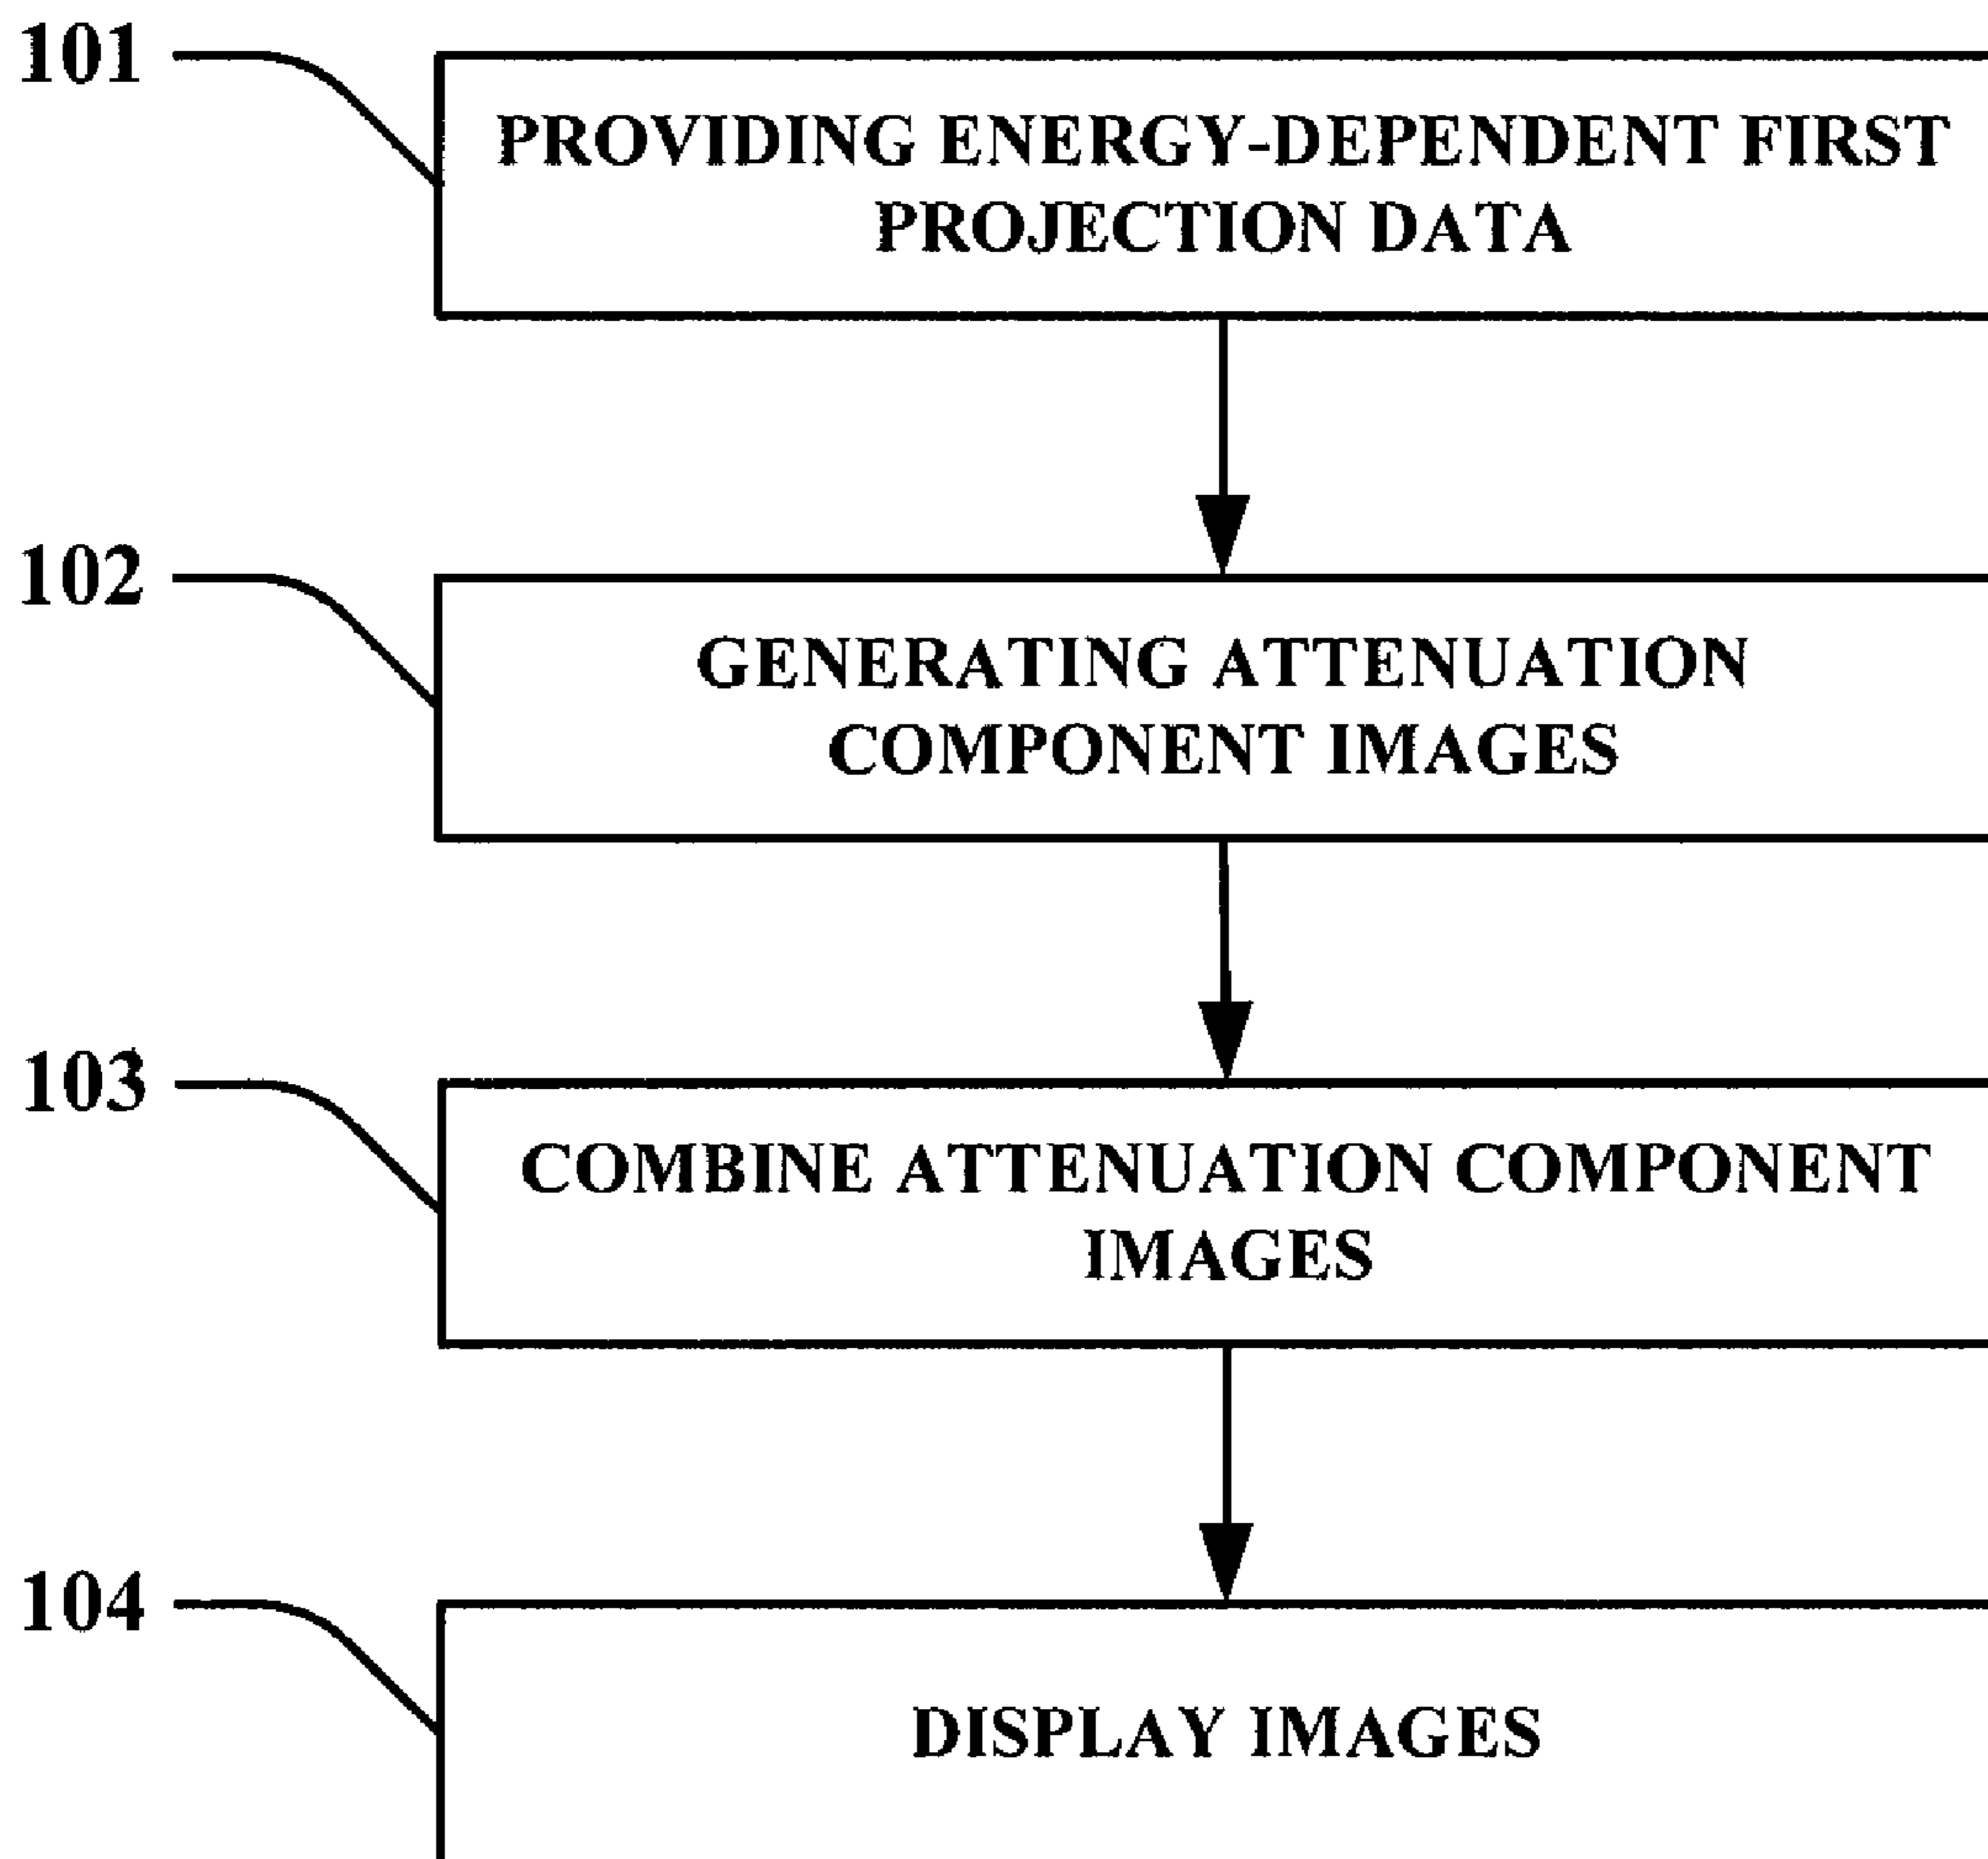 101
PROVIDING ENERGY-DEPENDENT FIRST
PROJECTION DATA
102
GENERATING ATTENUATION
COMPONENT IMAGES
103
COMBINE ATTENUATION COMPONENT
IMAGES
104
DISPLAY IMAGES